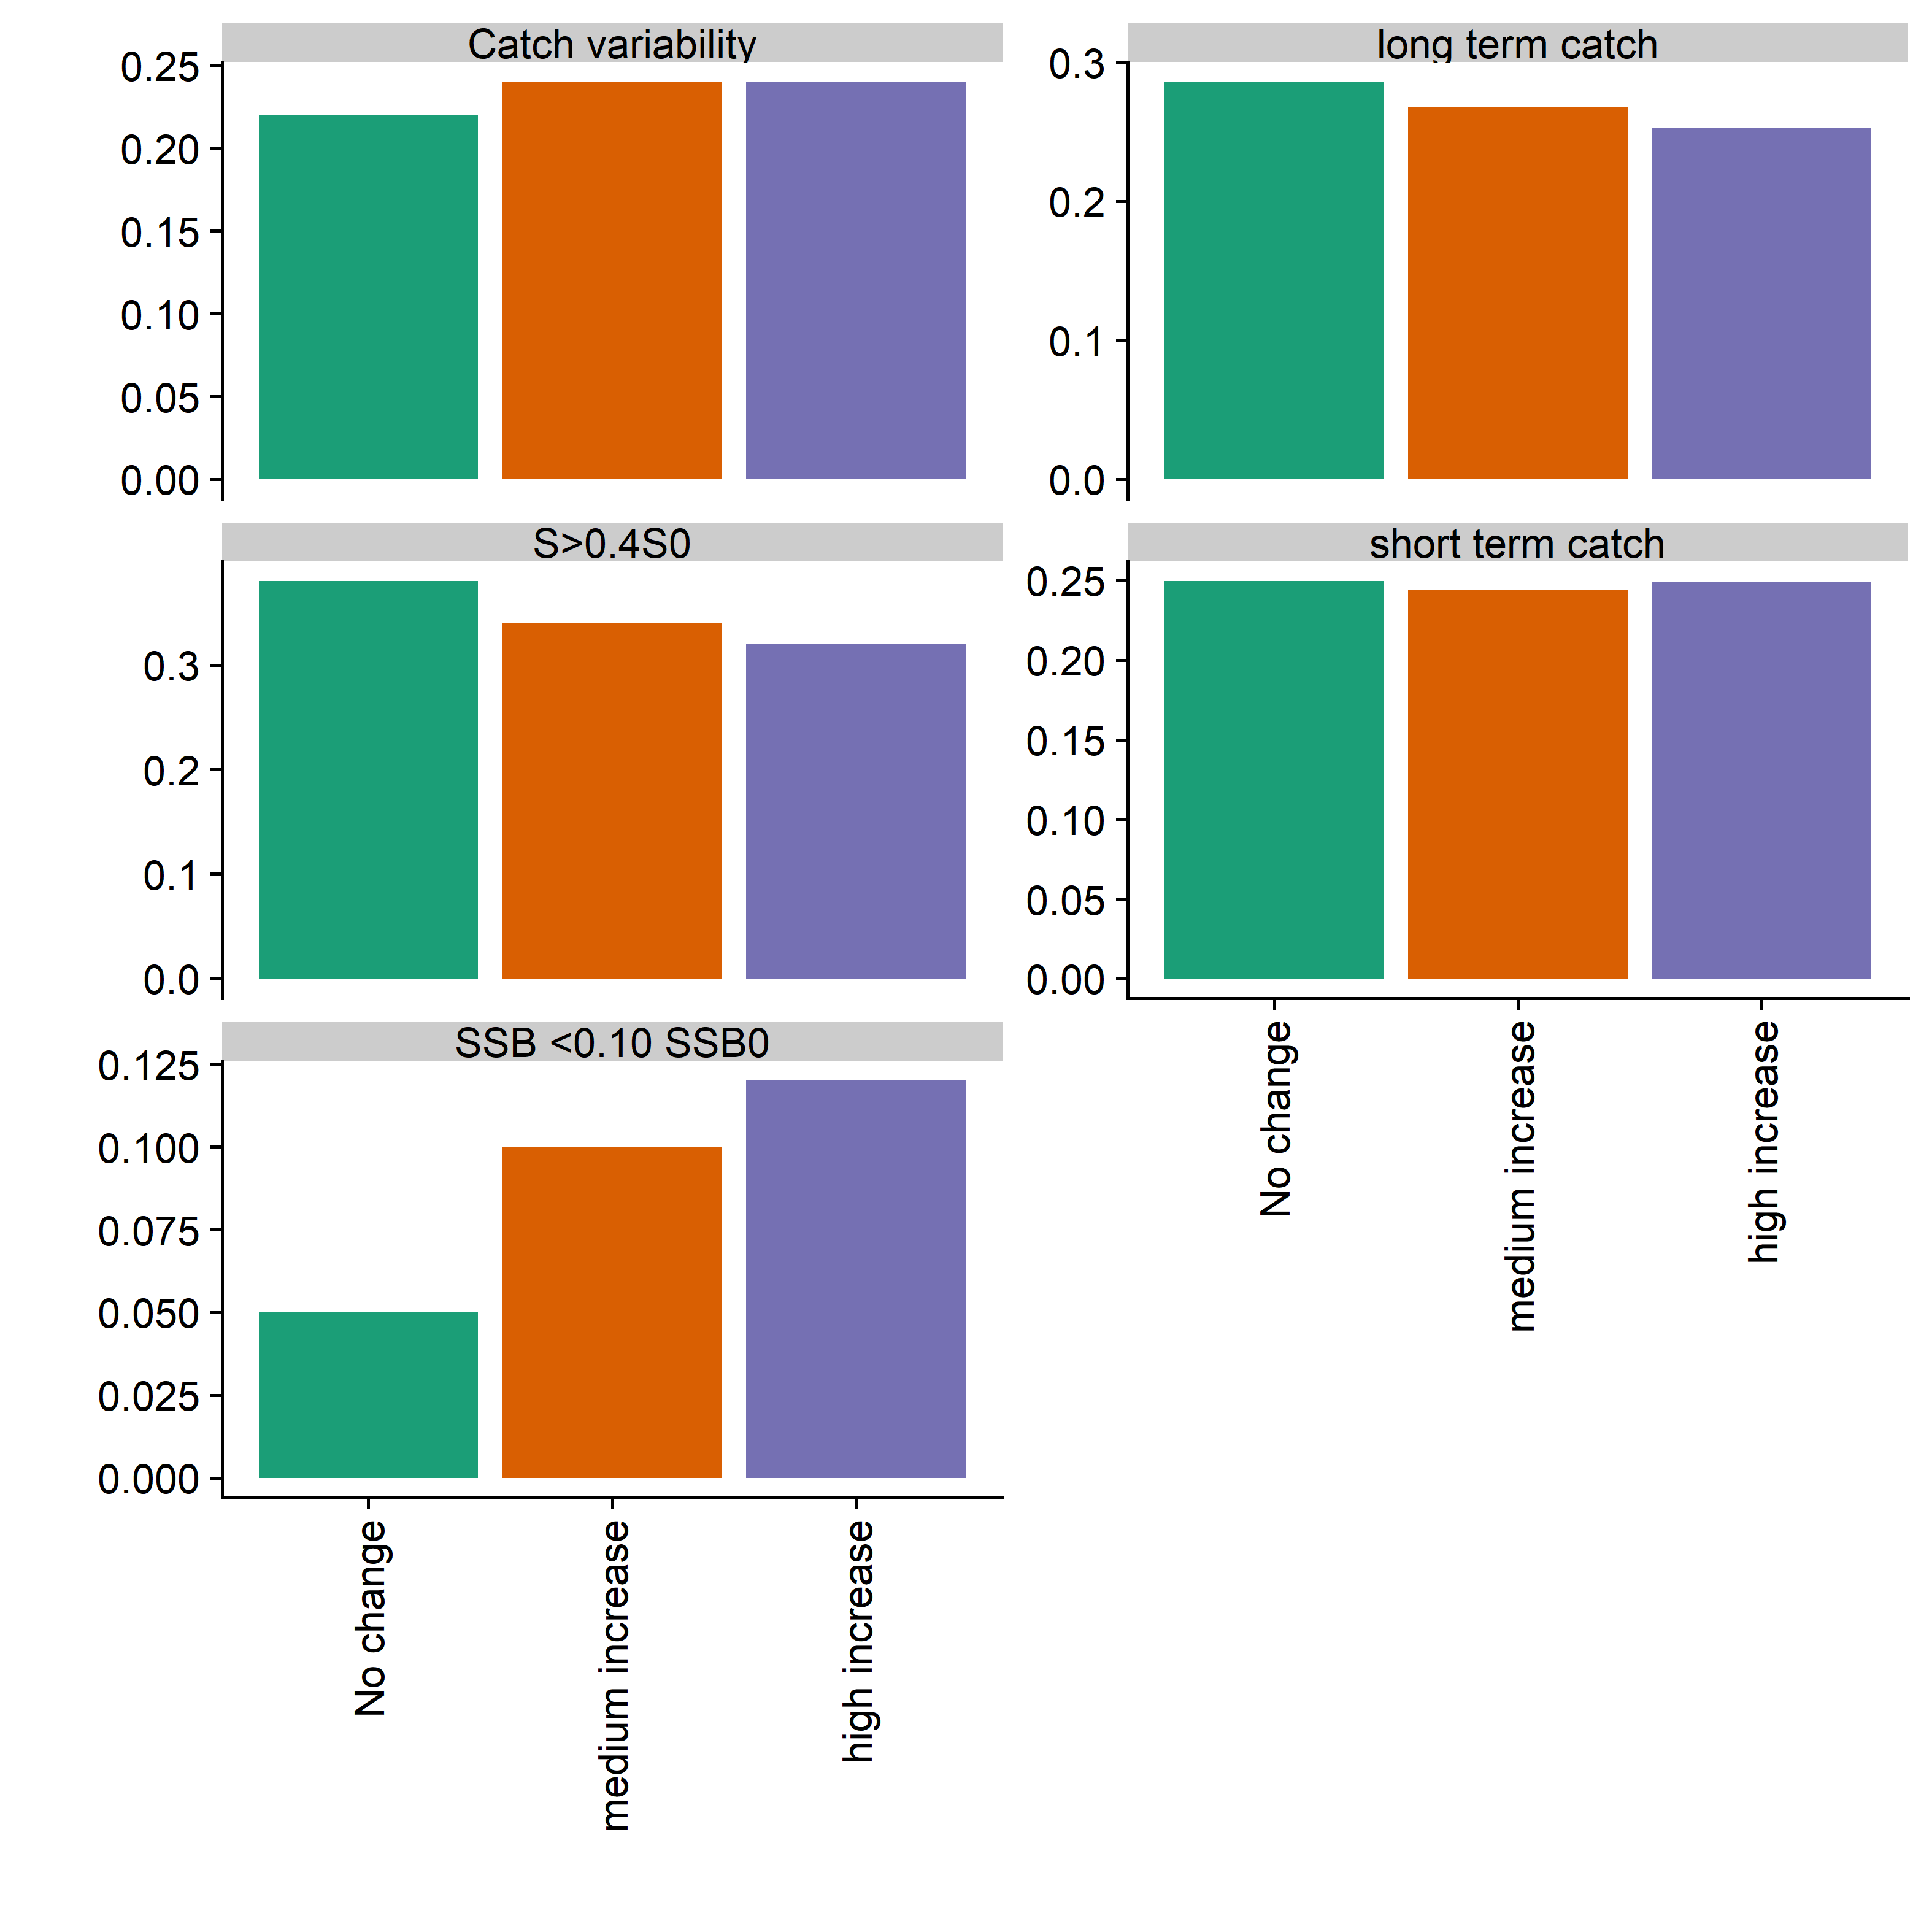 Catch variability
0.25
0.20
0.15
0.10
0.05
0.00
long term catch
0.3
0.2
0.1
0.0
S>0.4S0
0.3
0.2
0.1
0.0
short term catch
0.25
0.20
0.15
0.10
0.05
0.00
No change
medium increase
high increase
SSB <0.10 SSB0
0.125
0.100
0.075
0.050
0.025
0.000
No change
medium increase
high increase